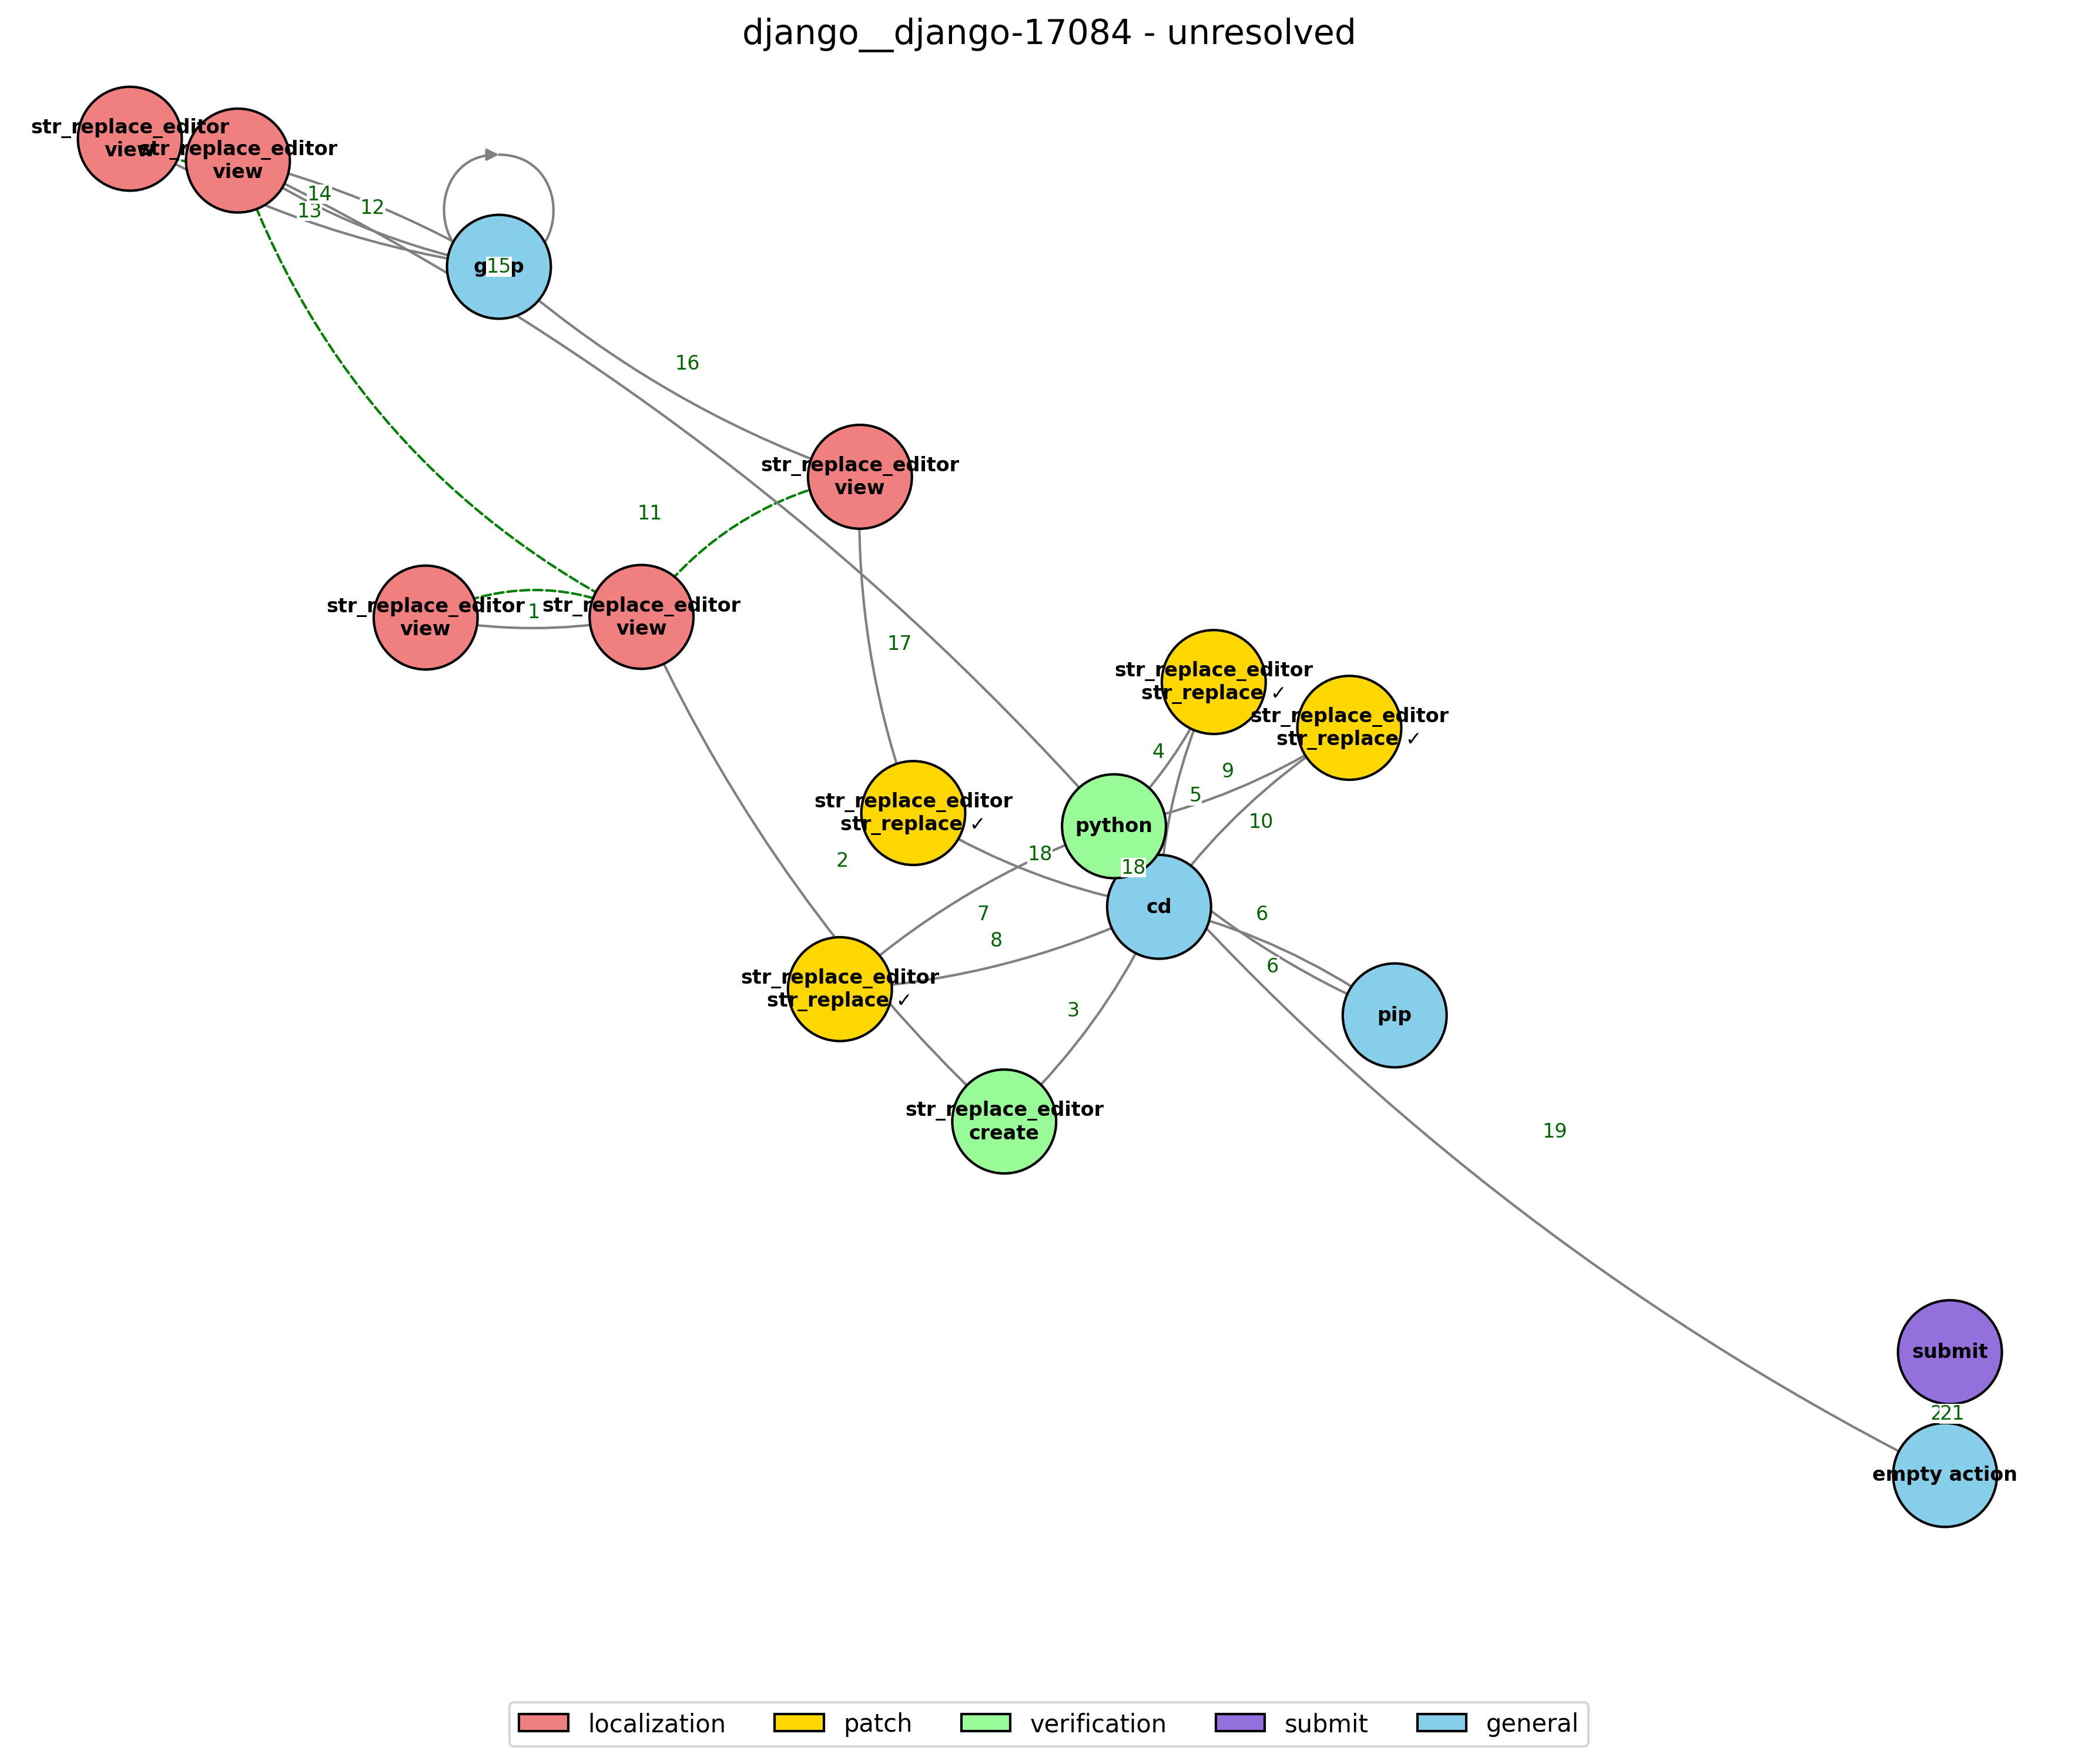 django__django-17084 - unresolved
str_replace_editor
view
str_replace_editor
view
14
13
12
15
16
11
str_replace_editor
view
str_replace_editor
view
1
str_replace_editor
view
17
str_replace_editor
str_replace ✓
str_replace_editor
str_replace ✓
4
9
5
10
str_replace_editor
str_replace ✓
python
18
18
2
cd
7
8
6
6
str_replace_editor
str_replace ✓
3
pip
str_replace_editor
create
19
submit
21
empty action
localization
patch
verification
submit
general